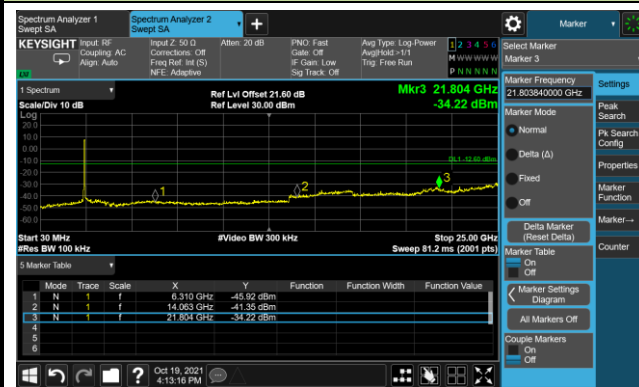 Spectrum Analyzer 1
Swept SA
Spectrum Analyzer 2
Swept SA
+
Marker
KEYSIGHT
Input: RF
Coupling: AC
Align: Auto
Input Z: 50 Ω
Corrections: Off
Freq Ref: Int (S)
NFE: Adaptive
Atten: 20 dB
PNO: Fast
Gate: Off
IF Gain: Low
Sig Track: Off
Avg Type: Log-Power
Avg|Hold:>1/1
Trig: Free Run
1 2 3 4 5 6
M W W W W W
P N N N N N
Select Marker
Marker 3
1 Spectrum
Scale/Div 10 dB
Log
Ref Lvl Offset 21.60 dB
Ref Level 30.00 dBm
Mkr3 21.804 GHz
-34.22 dBm
20.0
10.0
0.00
-10.0
-20.0
-30.0
-40.0
-50.0
-60.0
DL1 -12.60 dBm
1
2
3
Start 30 MHz
#Res BW 100 kHz
#Video BW 300 kHz
Stop 25.00 GHz
Sweep 81.2 ms (2001 pts)
5 Marker Table
Mode Trace Scale X Y Function Function Width Function Value
1 N 1 f 6.310 GHz -45.92 dBm
2 N 1 f 14.063 GHz -41.35 dBm
3 N 1 f 21.804 GHz -34.22 dBm
4
5
6
Marker Frequency
21.803840000 GHz
Marker Mode
Normal
Delta (Δ)
Fixed
Off
Delta Marker
(Reset Delta)
Marker Table
On
Off
Marker Settings
Diagram
All Markers Off
Couple Markers
On
Off
Settings
Peak
Search
Pk Search
Config
Properties
Marker
Function
Marker→
Counter
?
Oct 19, 2021
4:13:16 PM